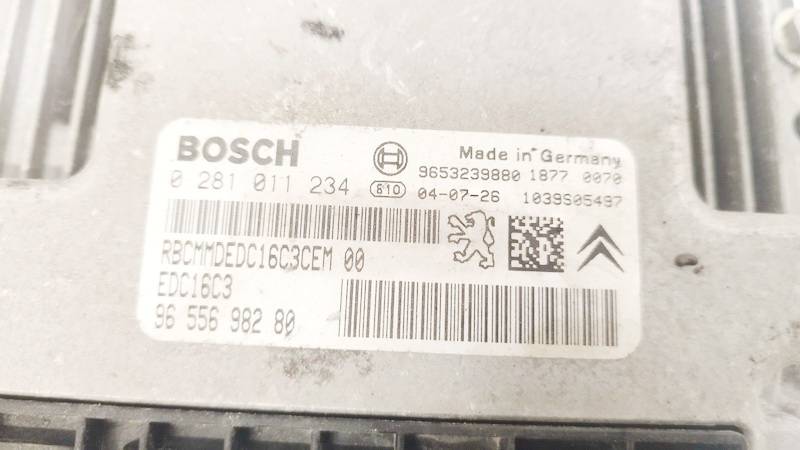 BOSCH
Made in Germany
9653239880 1877 0070
0 281 011 234
610
04-07-26
1039S05497
RBCMMDEDC16C3CEM 00
EDC16C3
96 556 982 80